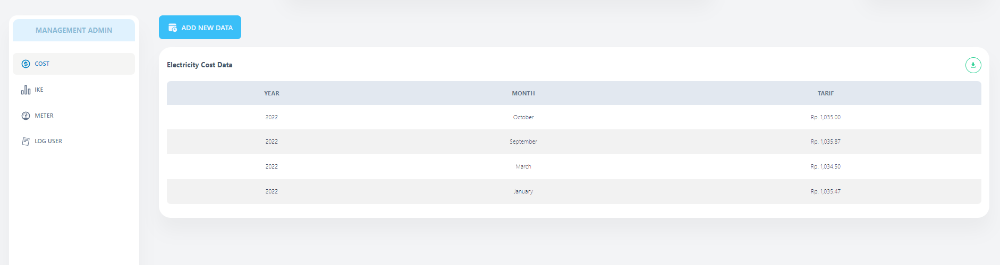 MANAGEMENT ADMIN
COST
IKE
METER
LOG USER
ADD NEW DATA
Electricity Cost Data
YEAR MONTH TARIF
2022 October Rp. 1,035.00
2022 September Rp. 1,035.87
2022 March Rp. 1,034.50
2022 January Rp. 1,035.47